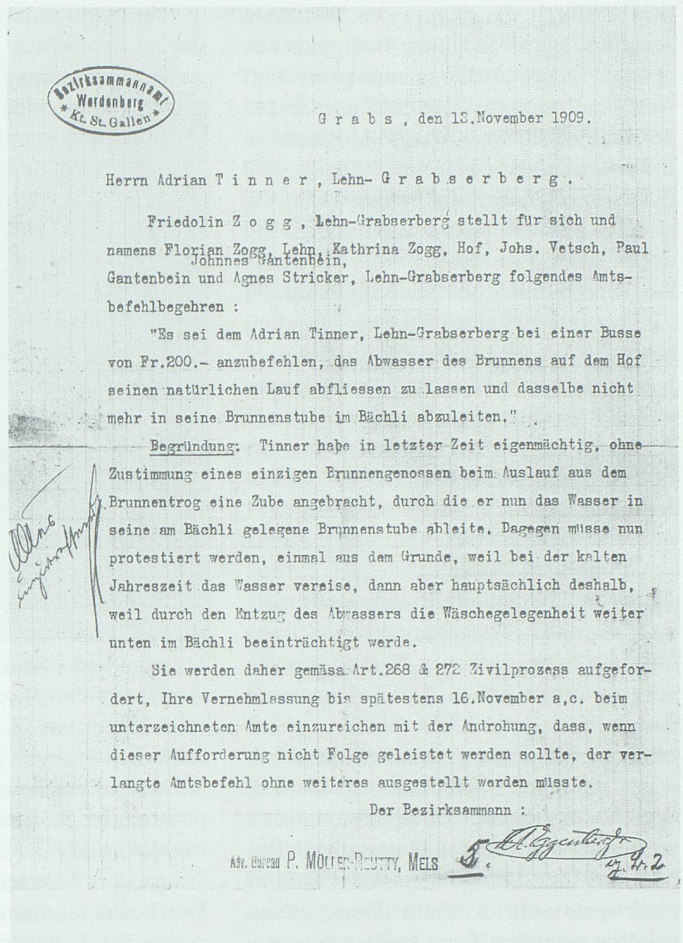 Bezirksammannamt
Werdenberg
* Kt. St. Gallen *
Grabs, den 13.November 1909.
Herrn Adrian Tinner, Lehn-Grabserberg.
Friedolin Zogg, Lehn-Grabserberg stellt für sich und
namens Florian Zogg, Lehn, Kathrina Zogg, Hof, Johs. Vetsch, Paul
Johnnes Gantenbein,
Gantenbein und Agnes Stricker, Lehn-Grabserberg folgendes Amts-
befehlbegehren :
"Es sei dem Adrian Tinner, Lehn-Grabserberg bei einer Busse
von Fr.200.- anzubefehlen, das Abwasser des Brunnens auf dem Hof
seinen natürlichen Lauf abfliessen zu lassen und dasselbe nicht
mehr in seine Brunnenstube im Bächli abzuleiten."
Begründung. Tinner habe in letzter Zeit eigenmächtig, ohne
Zustimmung eines einzigen Brunnengenossen beim Auslauf aus dem
Brunnentrog eine Zube angebracht, durch die er nun das Wasser in
seine am Bächli gelegene Brunnenstube ableite. Dagegen müsse nun
protestiert werden, einmal aus dem Grunde, weil bei der kalten
Jahreszeit das Wasser vereise, dann aber hauptsächlich deshalb,
weil durch den Entzug des Abwassers die Wäschegelegenheit weiter
unten im Bächli beeinträchtigt werde.
Sie werden daher gemäss Art.268 & 272 Zivilprozess aufgefor-
dert, Ihre Vernehmlassung bis spätestens 16.November a,c. beim
unterzeichneten Amte einzureichen mit der Androhung, dass, wenn
dieser Aufforderung nicht Folge geleistet werden sollte, der ver-
langte Amtsbefehl ohne weiteres ausgestellt werden müsste.
Der Bezirksammann :
Adv. Bureau P. MÜLLER-REUTTY, MELS